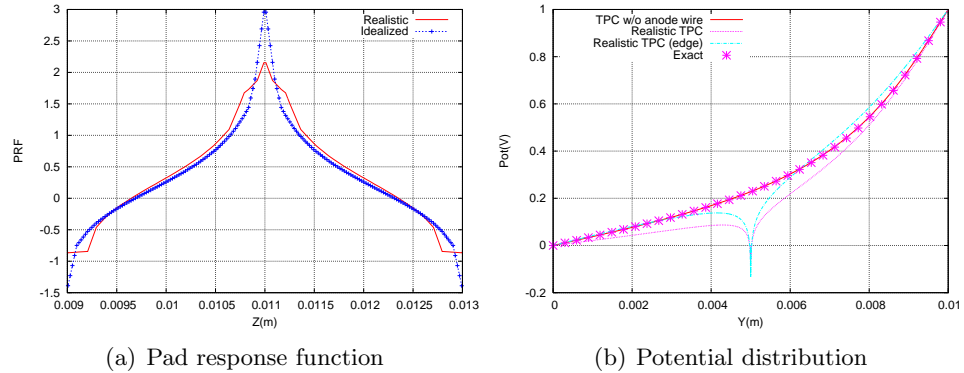 3
2.5
2
1.5
1
0.5
0
-0.5
-1
-1.5
PRF
Realistic
Idealized
0.009 0.0095 0.01 0.0105 0.011 0.0115 0.012 0.0125 0.013
Z(m)
(a) Pad response function
1
0.8
0.6
0.4
0.2
0
-0.2
Pot(V)
TPC w/o anode wire
Realistic TPC
Realistic TPC (edge)
Exact
0 0.002 0.004 0.006 0.008 0.01
Y(m)
(b) Potential distribution